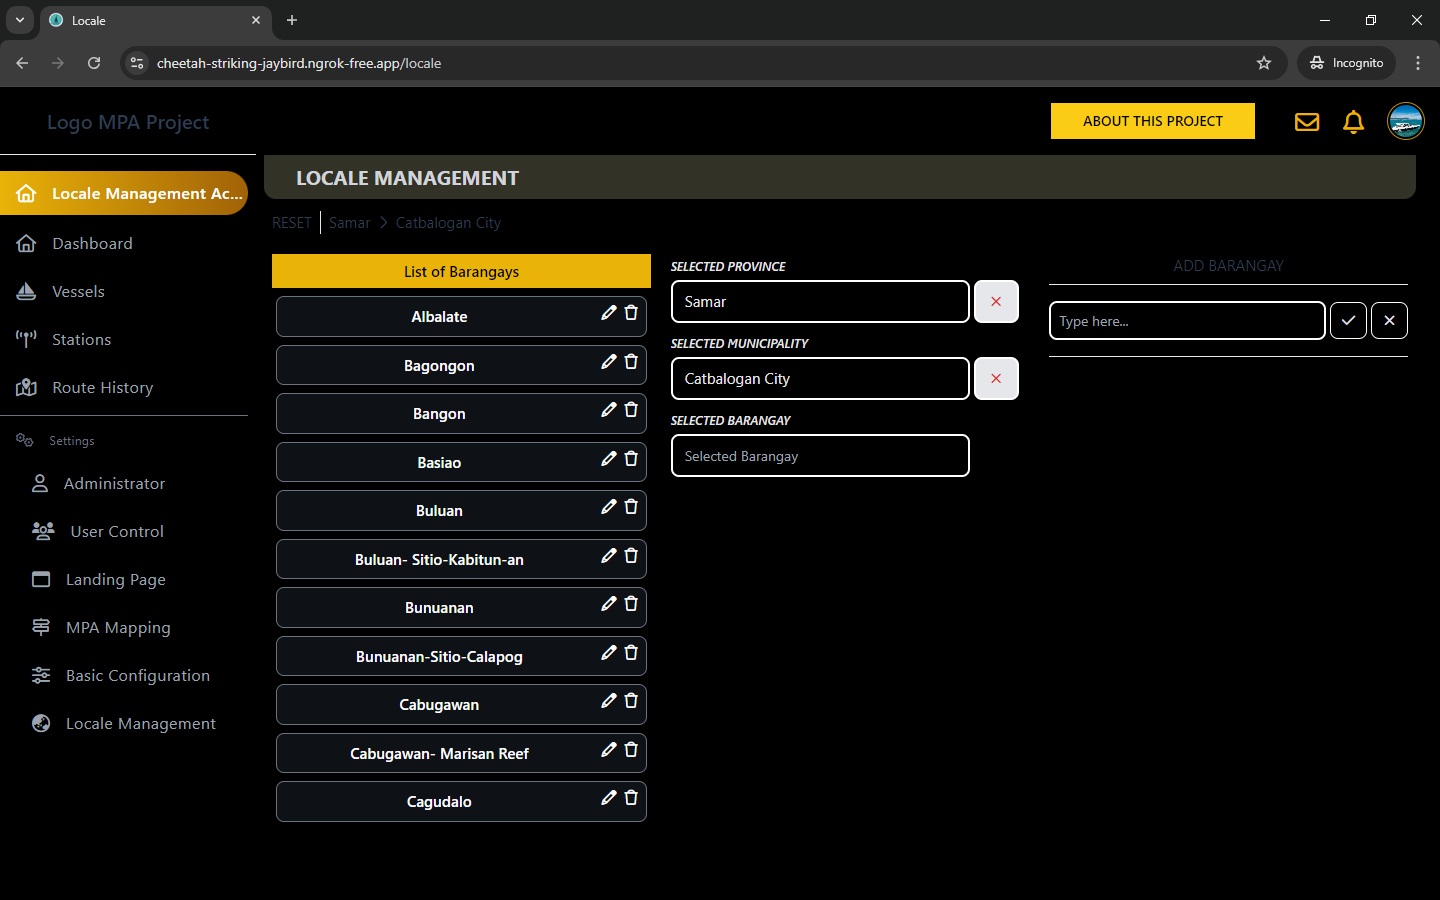 Locale
cheetah-striking-jaybird.ngrok-free.app/locale
Incognito
Logo MPA Project
ABOUT THIS PROJECT
Locale Management Ac...
Dashboard
Vessels
Stations
Route History
Settings
Administrator
User Control
Landing Page
MPA Mapping
Basic Configuration
Locale Management
LOCALE MANAGEMENT
RESET
Samar > Catbalogan City
List of Barangays
Albalate
Bagongon
Bangon
Basiao
Buluan
Buluan- Sitio-Kabitun-an
Bunuanan
Bunuanan-Sitio-Calapog
Cabugawan
Cabugawan- Marisan Reef
Cagudalo
SELECTED PROVINCE
Samar
SELECTED MUNICIPALITY
Catbalogan City
SELECTED BARANGAY
Selected Barangay
ADD BARANGAY
Type here...